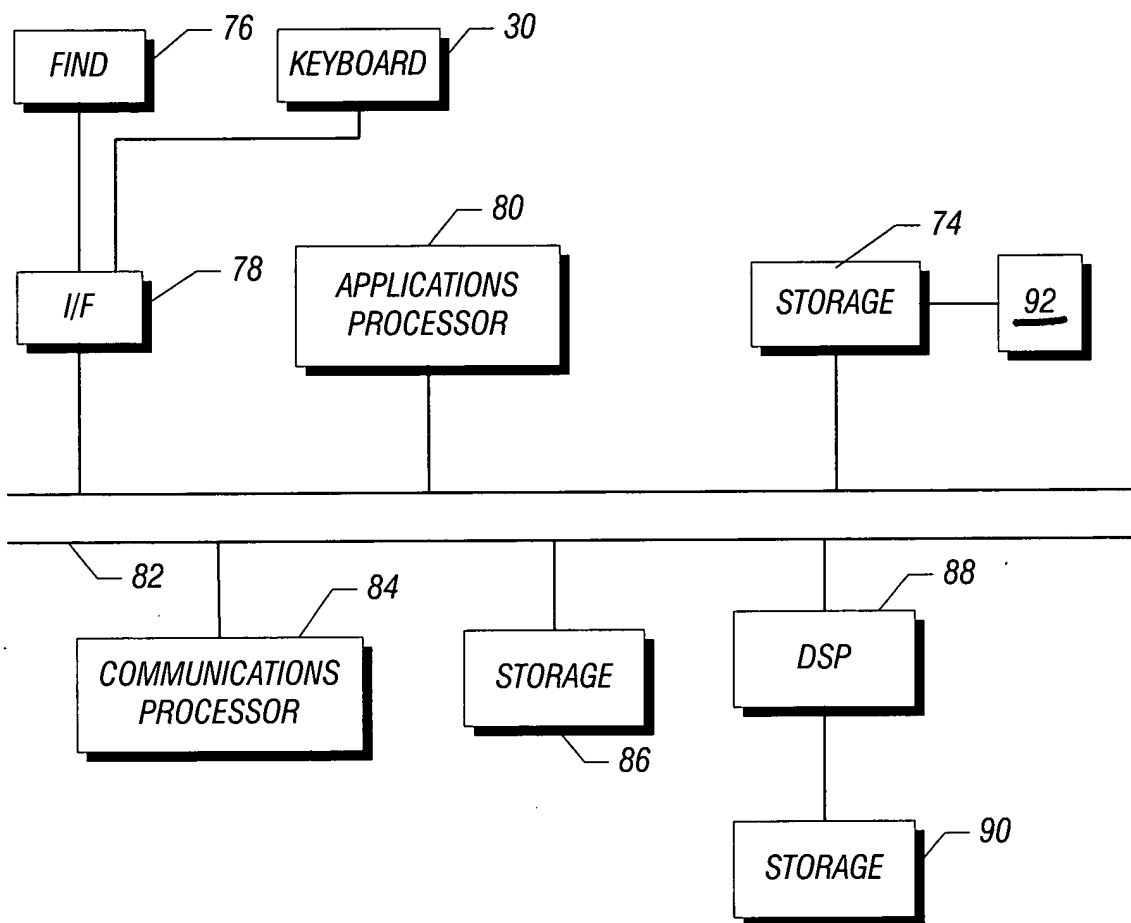 76
FIND
30
KEYBOARD
78
I/F
80
APPLICATIONS
PROCESSOR
74
STORAGE
92
82
84
COMMUNICATIONS
PROCESSOR
STORAGE
86
88
DSP
90
STORAGE